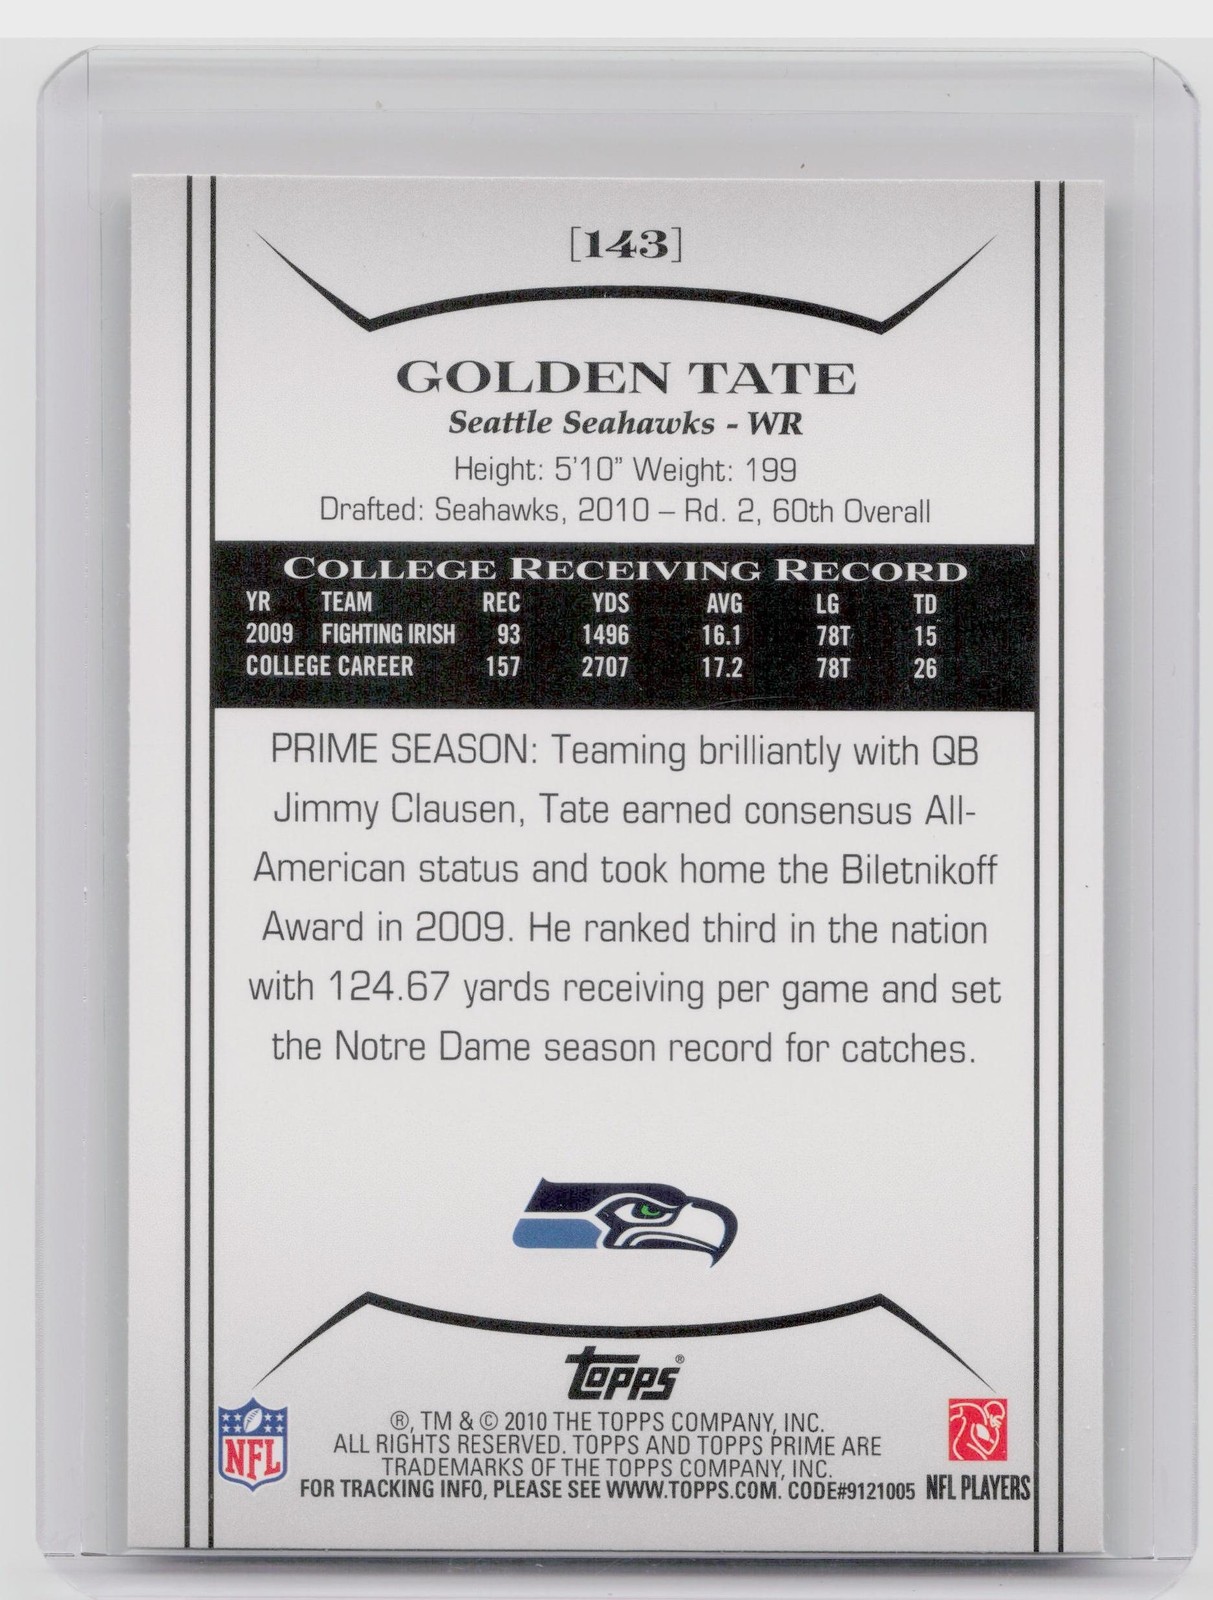 [143]
GOLDEN TATE
Seattle Seahawks - WR
Height: 5'10" Weight: 199
Drafted: Seahawks, 2010 – Rd. 2, 60th Overall
COLLEGE RECEIVING RECORD
YR TEAM REC YDS AVG LG TD
2009 FIGHTING IRISH 93 1496 16.1 78T 15
COLLEGE CAREER 157 2707 17.2 78T 26
PRIME SEASON: Teaming brilliantly with QB
Jimmy Clausen, Tate earned consensus All-
American status and took home the Biletnikoff
Award in 2009. He ranked third in the nation
with 124.67 yards receiving per game and set
the Notre Dame season record for catches.
topps®
®, TM & © 2010 THE TOPPS COMPANY, INC.
ALL RIGHTS RESERVED. TOPPS AND TOPPS PRIME ARE
TRADEMARKS OF THE TOPPS COMPANY, INC.
FOR TRACKING INFO, PLEASE SEE WWW.TOPPS.COM. CODE#9121005
NFL
NFL PLAYERS